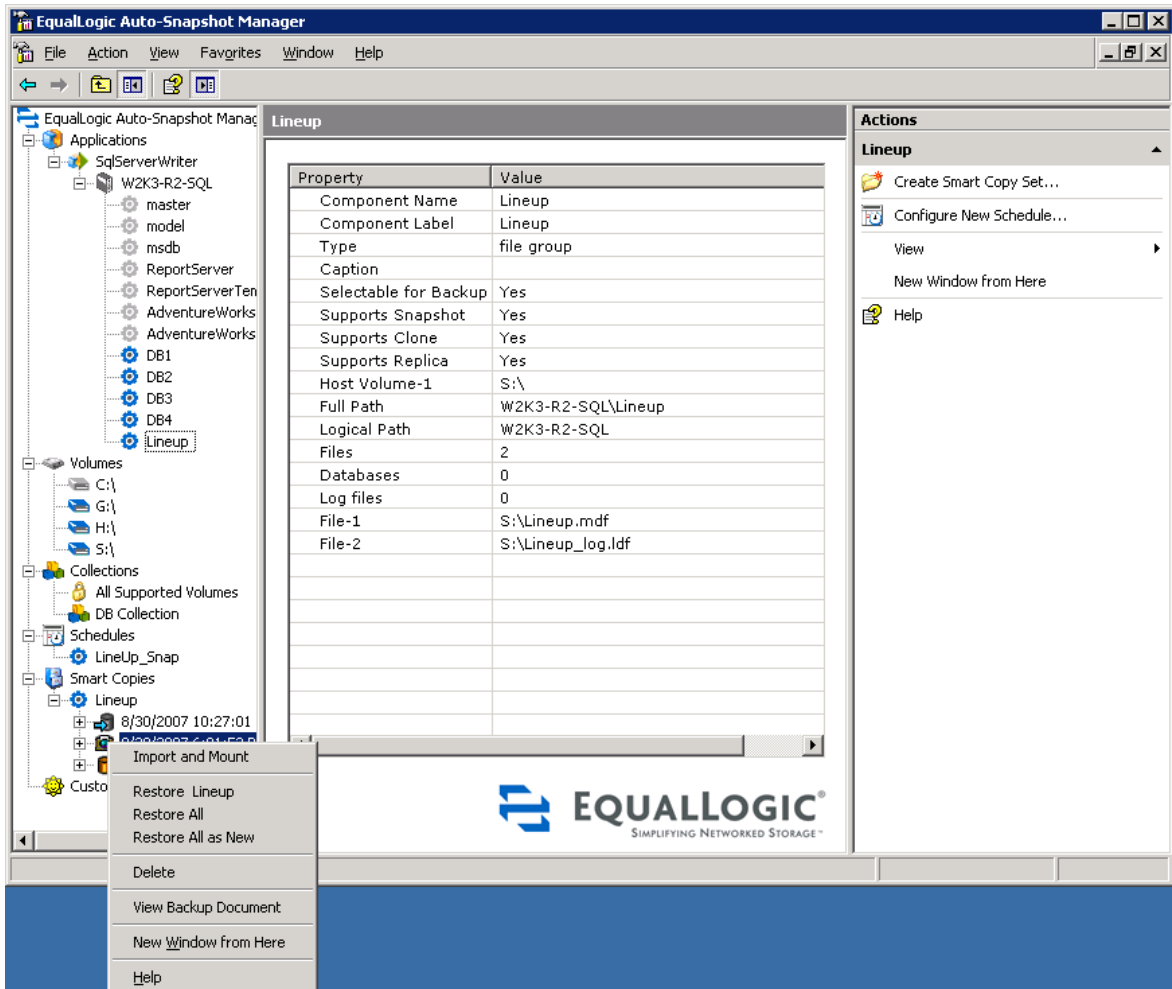 EqualLogic Auto-Snapshot Manager
File Action View Favorites Window Help
EqualLogic Auto-Snapshot Manag
Applications
SqlServerWriter
W2K3-R2-SQL
master
model
msdb
ReportServer
ReportServerTen
AdventureWorks
AdventureWorks
DB1
DB2
DB3
DB4
Lineup
Volumes
C:\
G:\
H:\
S:\
Collections
All Supported Volumes
DB Collection
Schedules
LineUp_Snap
Smart Copies
Lineup
8/30/2007 10:27:01
Custo
Lineup
Property Value
Component Name Lineup
Component Label Lineup
Type file group
Caption
Selectable for Backup Yes
Supports Snapshot Yes
Supports Clone Yes
Supports Replica Yes
Host Volume-1 S:\
Full Path W2K3-R2-SQL\Lineup
Logical Path W2K3-R2-SQL
Files 2
Databases 0
Log files 0
File-1 S:\Lineup.mdf
File-2 S:\Lineup_log.ldf
EQUALLOGIC®
SIMPLIFYING NETWORKED STORAGE™
Actions
Lineup
Create Smart Copy Set...
Configure New Schedule...
View
New Window from Here
Help
Import and Mount
Restore Lineup
Restore All
Restore All as New
Delete
View Backup Document
New Window from Here
Help